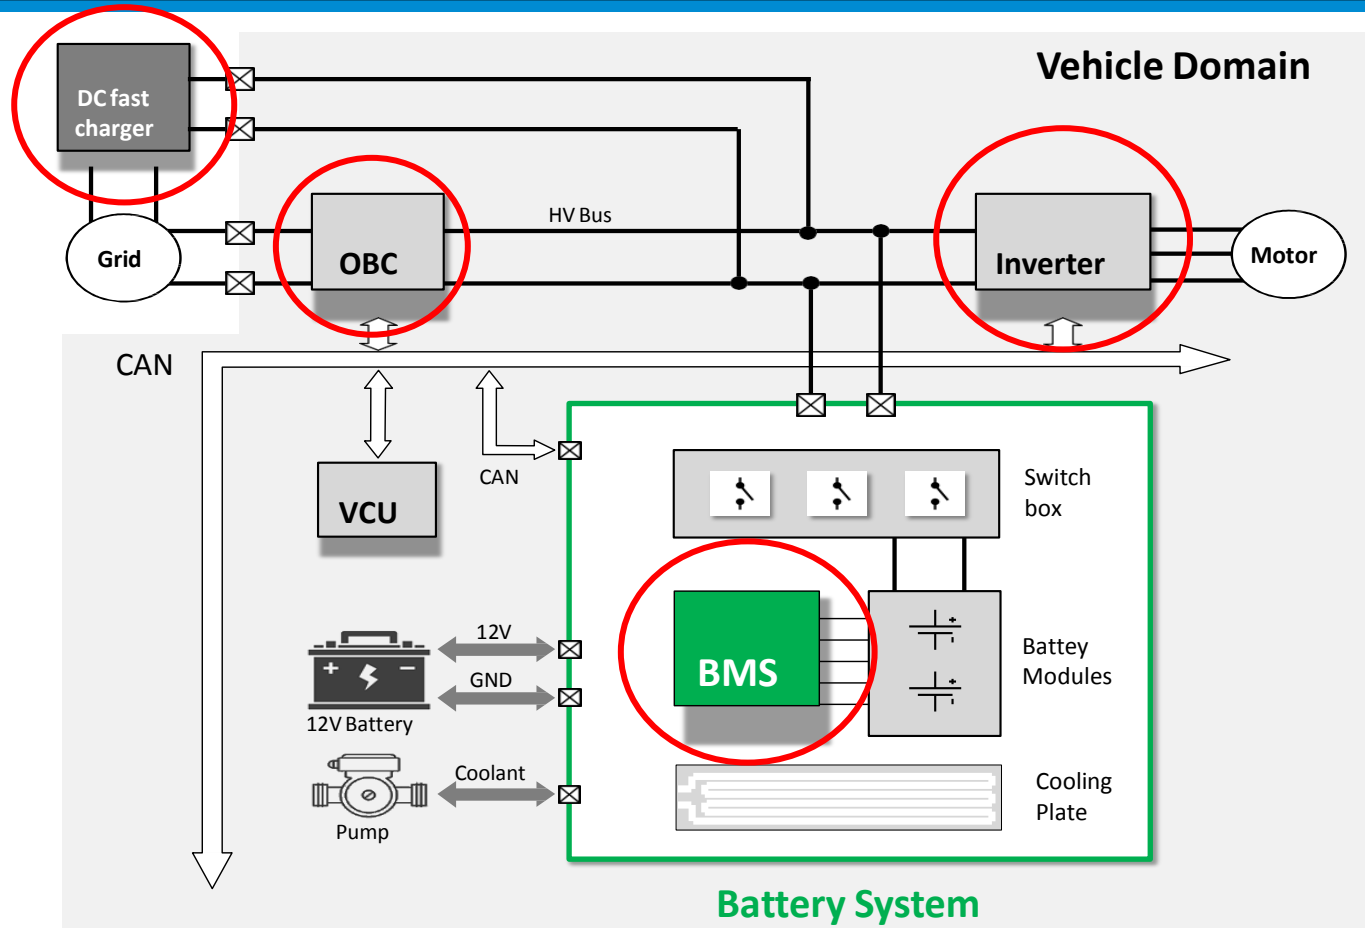 Vehicle Domain
DC fast
charger
Grid
OBC
HV Bus
Inverter
Motor
CAN
CAN
VCU
Switch
box
12V
GND
12V Battery
BMS
Battey
Modules
Coolant
Pump
Cooling
Plate
Battery System